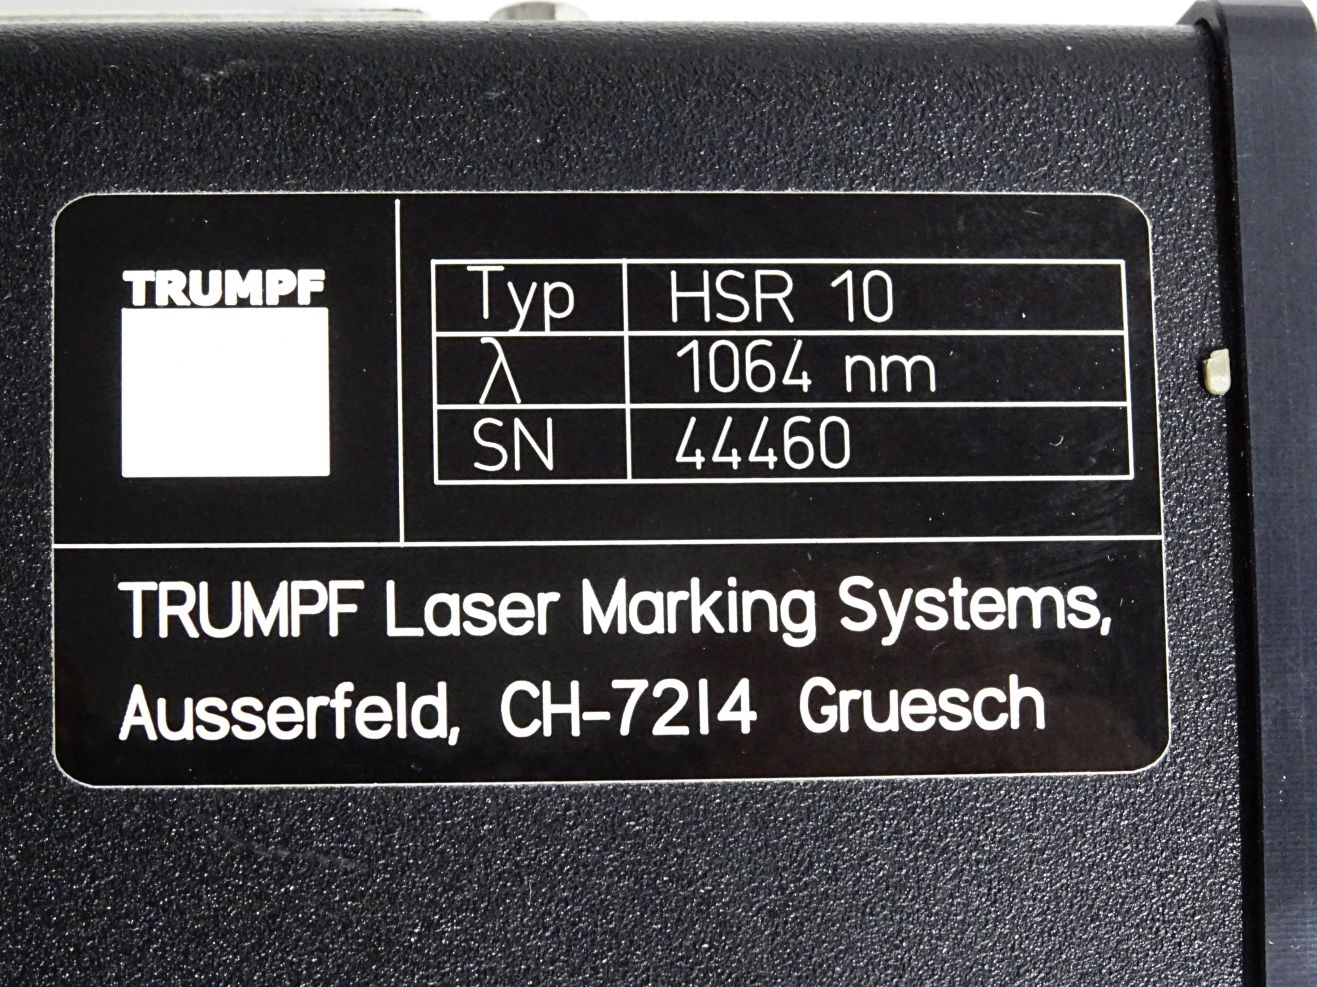 TRUMPF
Typ HSR 10
λ 1064 nm
SN 44460
TRUMPF Laser Marking Systems,
Ausserfeld, CH-7214 Gruesch